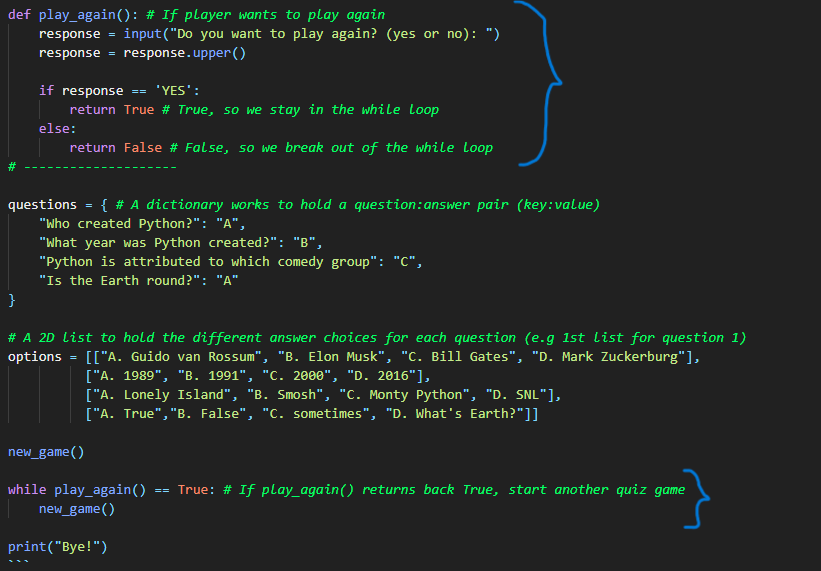 def play_again(): # If player wants to play again
    response = input("Do you want to play again? (yes or no): ")
    response = response.upper()

    if response == 'YES':
        return True # True, so we stay in the while loop
    else:
        return False # False, so we break out of the while loop
# --------------------

questions = { # A dictionary works to hold a question:answer pair (key:value)
    "Who created Python?": "A",
    "What year was Python created?": "B",
    "Python is attributed to which comedy group": "C",
    "Is the Earth round?": "A"
}

# A 2D list to hold the different answer choices for each question (e.g 1st list for question 1)
options = [["A. Guido van Rossum", "B. Elon Musk", "C. Bill Gates", "D. Mark Zuckerburg"],
          ["A. 1989", "B. 1991", "C. 2000", "D. 2016"],
          ["A. Lonely Island", "B. Smosh", "C. Monty Python", "D. SNL"],
          ["A. True","B. False", "C. sometimes", "D. What's Earth?"]]

new_game()

while play_again() == True: # If play_again() returns back True, start another quiz game
    new_game()

print("Bye!")
```